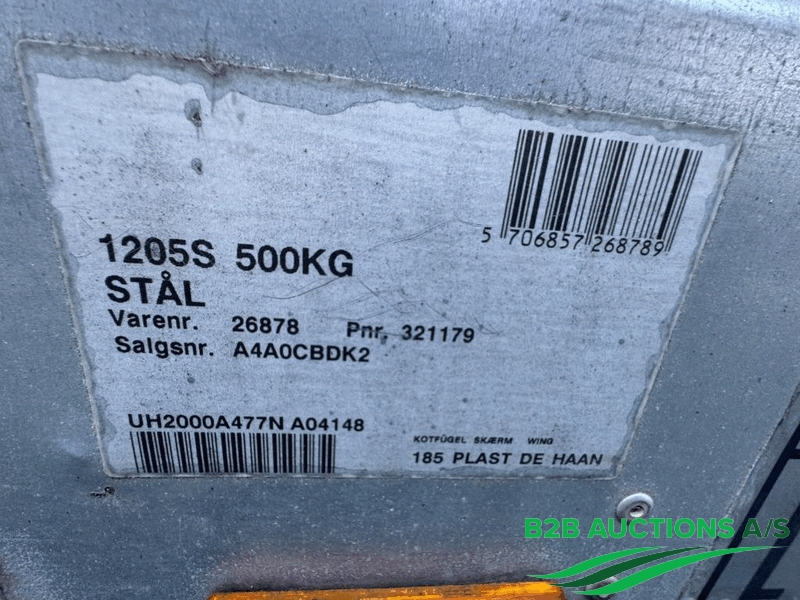 5 706857 268789
1205S 500KG
STÅL
Varenr. 26878 Pnr. 321179
Salgsnr. A4A0CBDK2
UH2000A477N A04148
KOTFÜGEL SKÆRM WING
185 PLAST DE HAAN
B2B AUCTIONS A/S